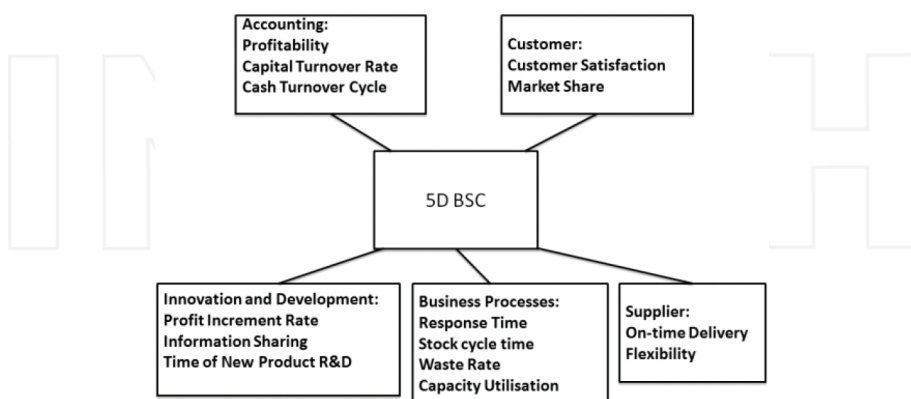 Accounting:
Profitability
Capital Turnover Rate
Cash Turnover Cycle
Customer:
Customer Satisfaction
Market Share
5D BSC
Innovation and Development:
Profit Increment Rate
Information Sharing
Time of New Product R&D
Business Processes:
Response Time
Stock cycle time
Waste Rate
Capacity Utilisation
Supplier:
On-time Delivery
Flexibility